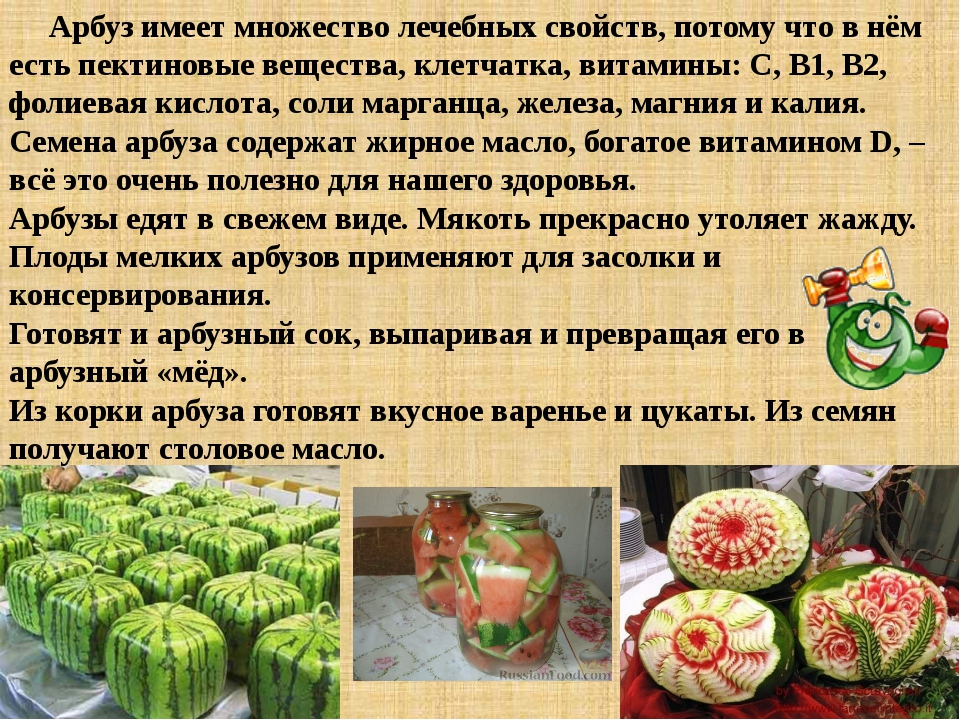 Арбуз имеет множество лечебных свойств, потому что в нём
есть пектиновые вещества, клетчатка, витамины: С, В1, В2,
фолиевая кислота, соли марганца, железа, магния и калия.
Семена арбуза содержат жирное масло, богатое витамином D, –
всё это очень полезно для нашего здоровья.
Арбузы едят в свежем виде. Мякоть прекрасно утоляет жажду.
Плоды мелких арбузов применяют для засолки и
консервирования.
Готовят и арбузный сок, выпаривая и превращая его в
арбузный «мёд».
Из корки арбуза готовят вкусное варенье и цукаты. Из семян
получают столовое масло.
RussianFood.com
by